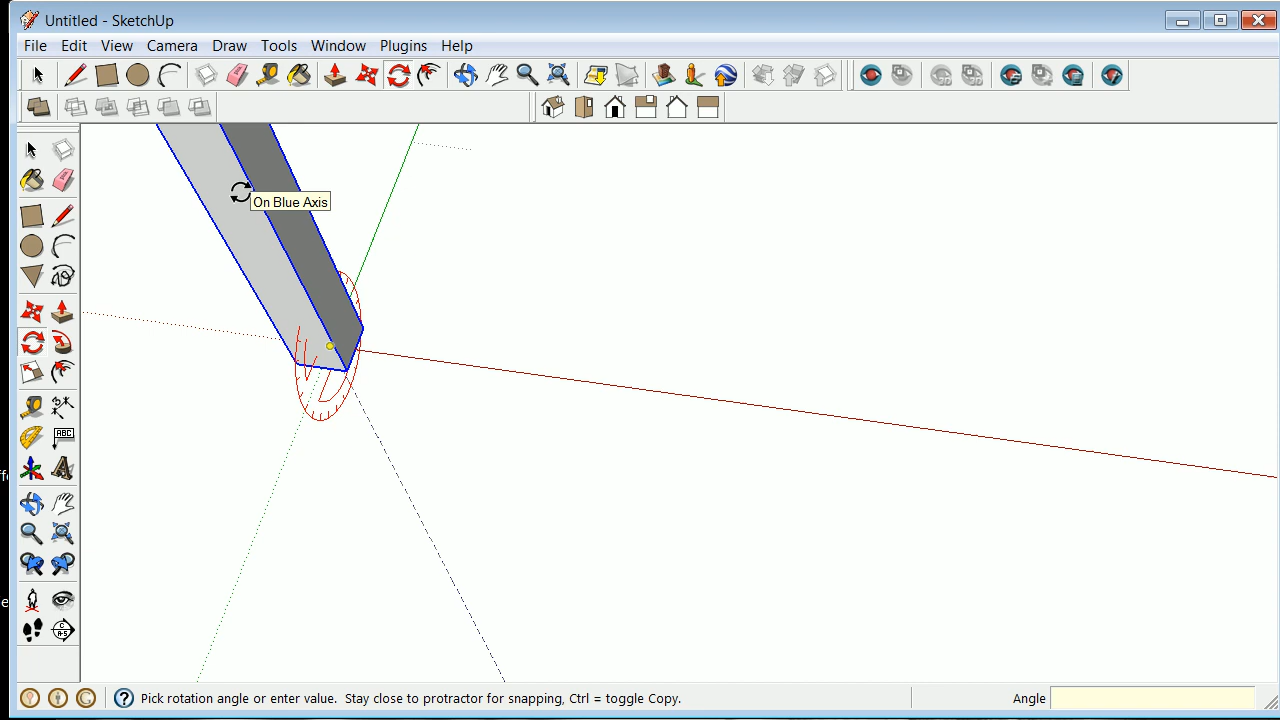 Untitled - SketchUp
File Edit View Camera Draw Tools Window Plugins Help
On Blue Axis
ABC
Pick rotation angle or enter value. Stay close to protractor for snapping, Ctrl = toggle Copy.
Angle